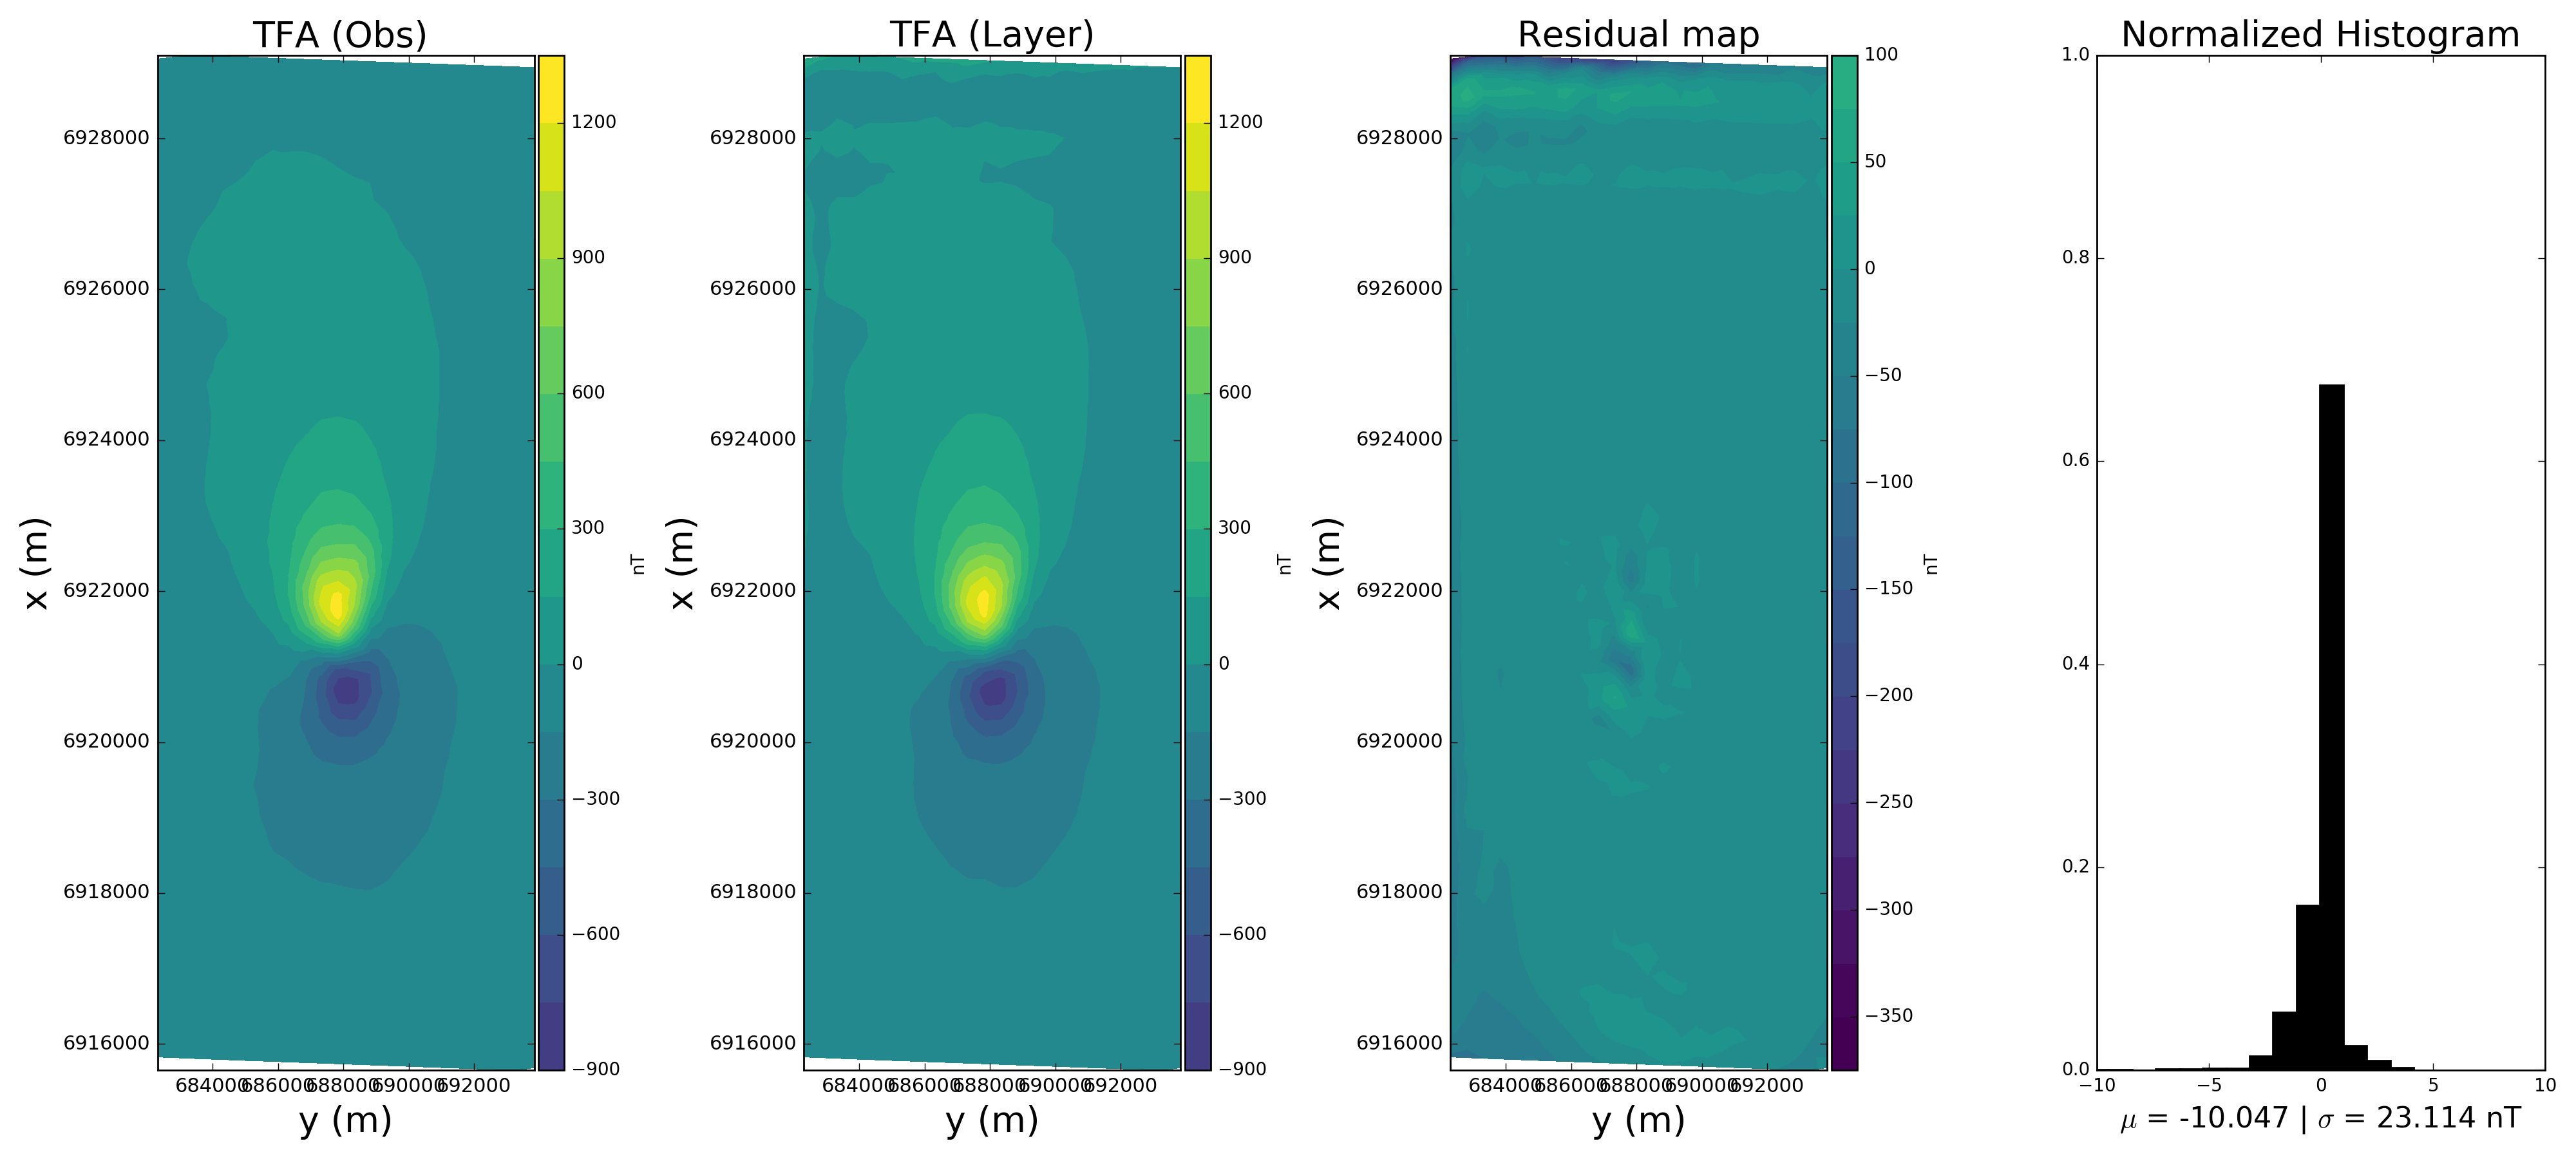 TFA (Obs)
6928000
6926000
6924000
6922000
6920000
6918000
6916000
x (m)
684000 686000 688000 690000 692000
y (m)
1200
900
600
300
0
−300
−600
−900
nT
TFA (Layer)
6928000
6926000
6924000
6922000
6920000
6918000
6916000
x (m)
684000 686000 688000 690000 692000
y (m)
1200
900
600
300
0
−300
−600
−900
nT
Residual map
6928000
6926000
6924000
6922000
6920000
6918000
6916000
x (m)
684000 686000 688000 690000 692000
y (m)
100
50
0
−50
−100
−150
−200
−250
−300
−350
nT
Normalized Histogram
1.0
0.8
0.6
0.4
0.2
0.0
−10 −5 0 5 10
μ = -10.047 | σ = 23.114 nT